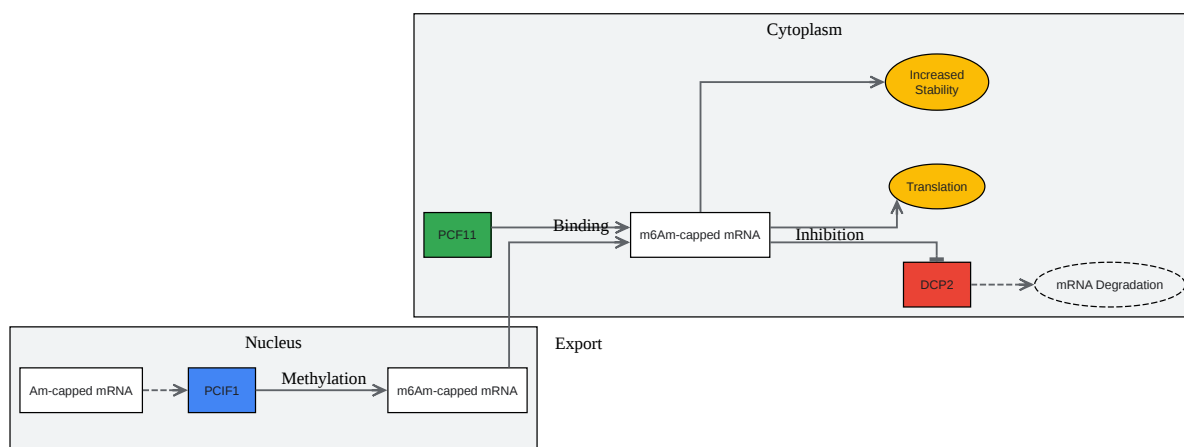 Cytoplasm
Increased
Stability
Translation
PCF11
Binding
m6Am-capped mRNA
Inhibition
DCP2
mRNA Degradation
Nucleus
Export
Am-capped mRNA
PCIF1
Methylation
m6Am-capped mRNA